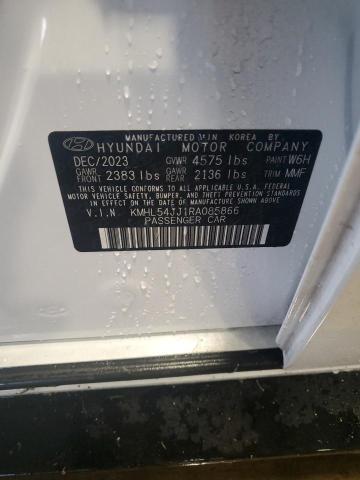 MANUFACTURED IN KOREA BY
HYUNDAI MOTOR COMPANY
DEC/2023 GVWR 4575 lbs PAINT W6H
GAWR FRONT 2383 lbs GAWR REAR 2136 lbs TRIM MMF
THIS VEHICLE CONFORMS TO ALL APPLICABLE U.S.A. FEDERAL
MOTOR VEHICLE SAFETY, BUMPER, AND THEFT PREVENTION STANDARDS
IN EFFECT ON THE DATE OF MANUFACTURE SHOWN ABOVE.
V.I.N KMHL54JJ1RA085866
PASSENGER CAR